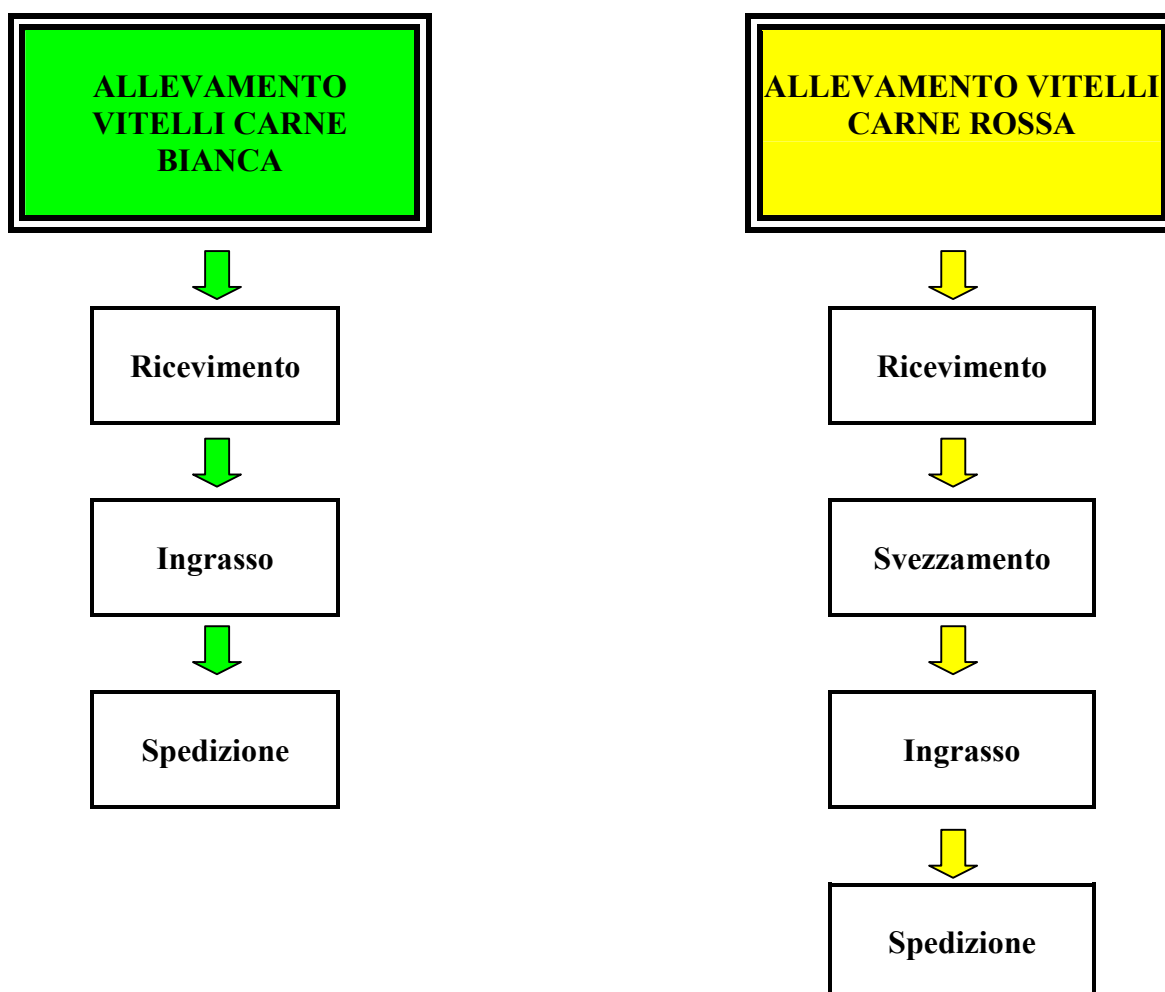 ALLEVAMENTO
VITELLI CARNE
BIANCA
Ricevimento
Ingrasso
Spedizione
ALLEVAMENTO VITELLI
CARNE ROSSA
Ricevimento
Svezzamento
Ingrasso
Spedizione